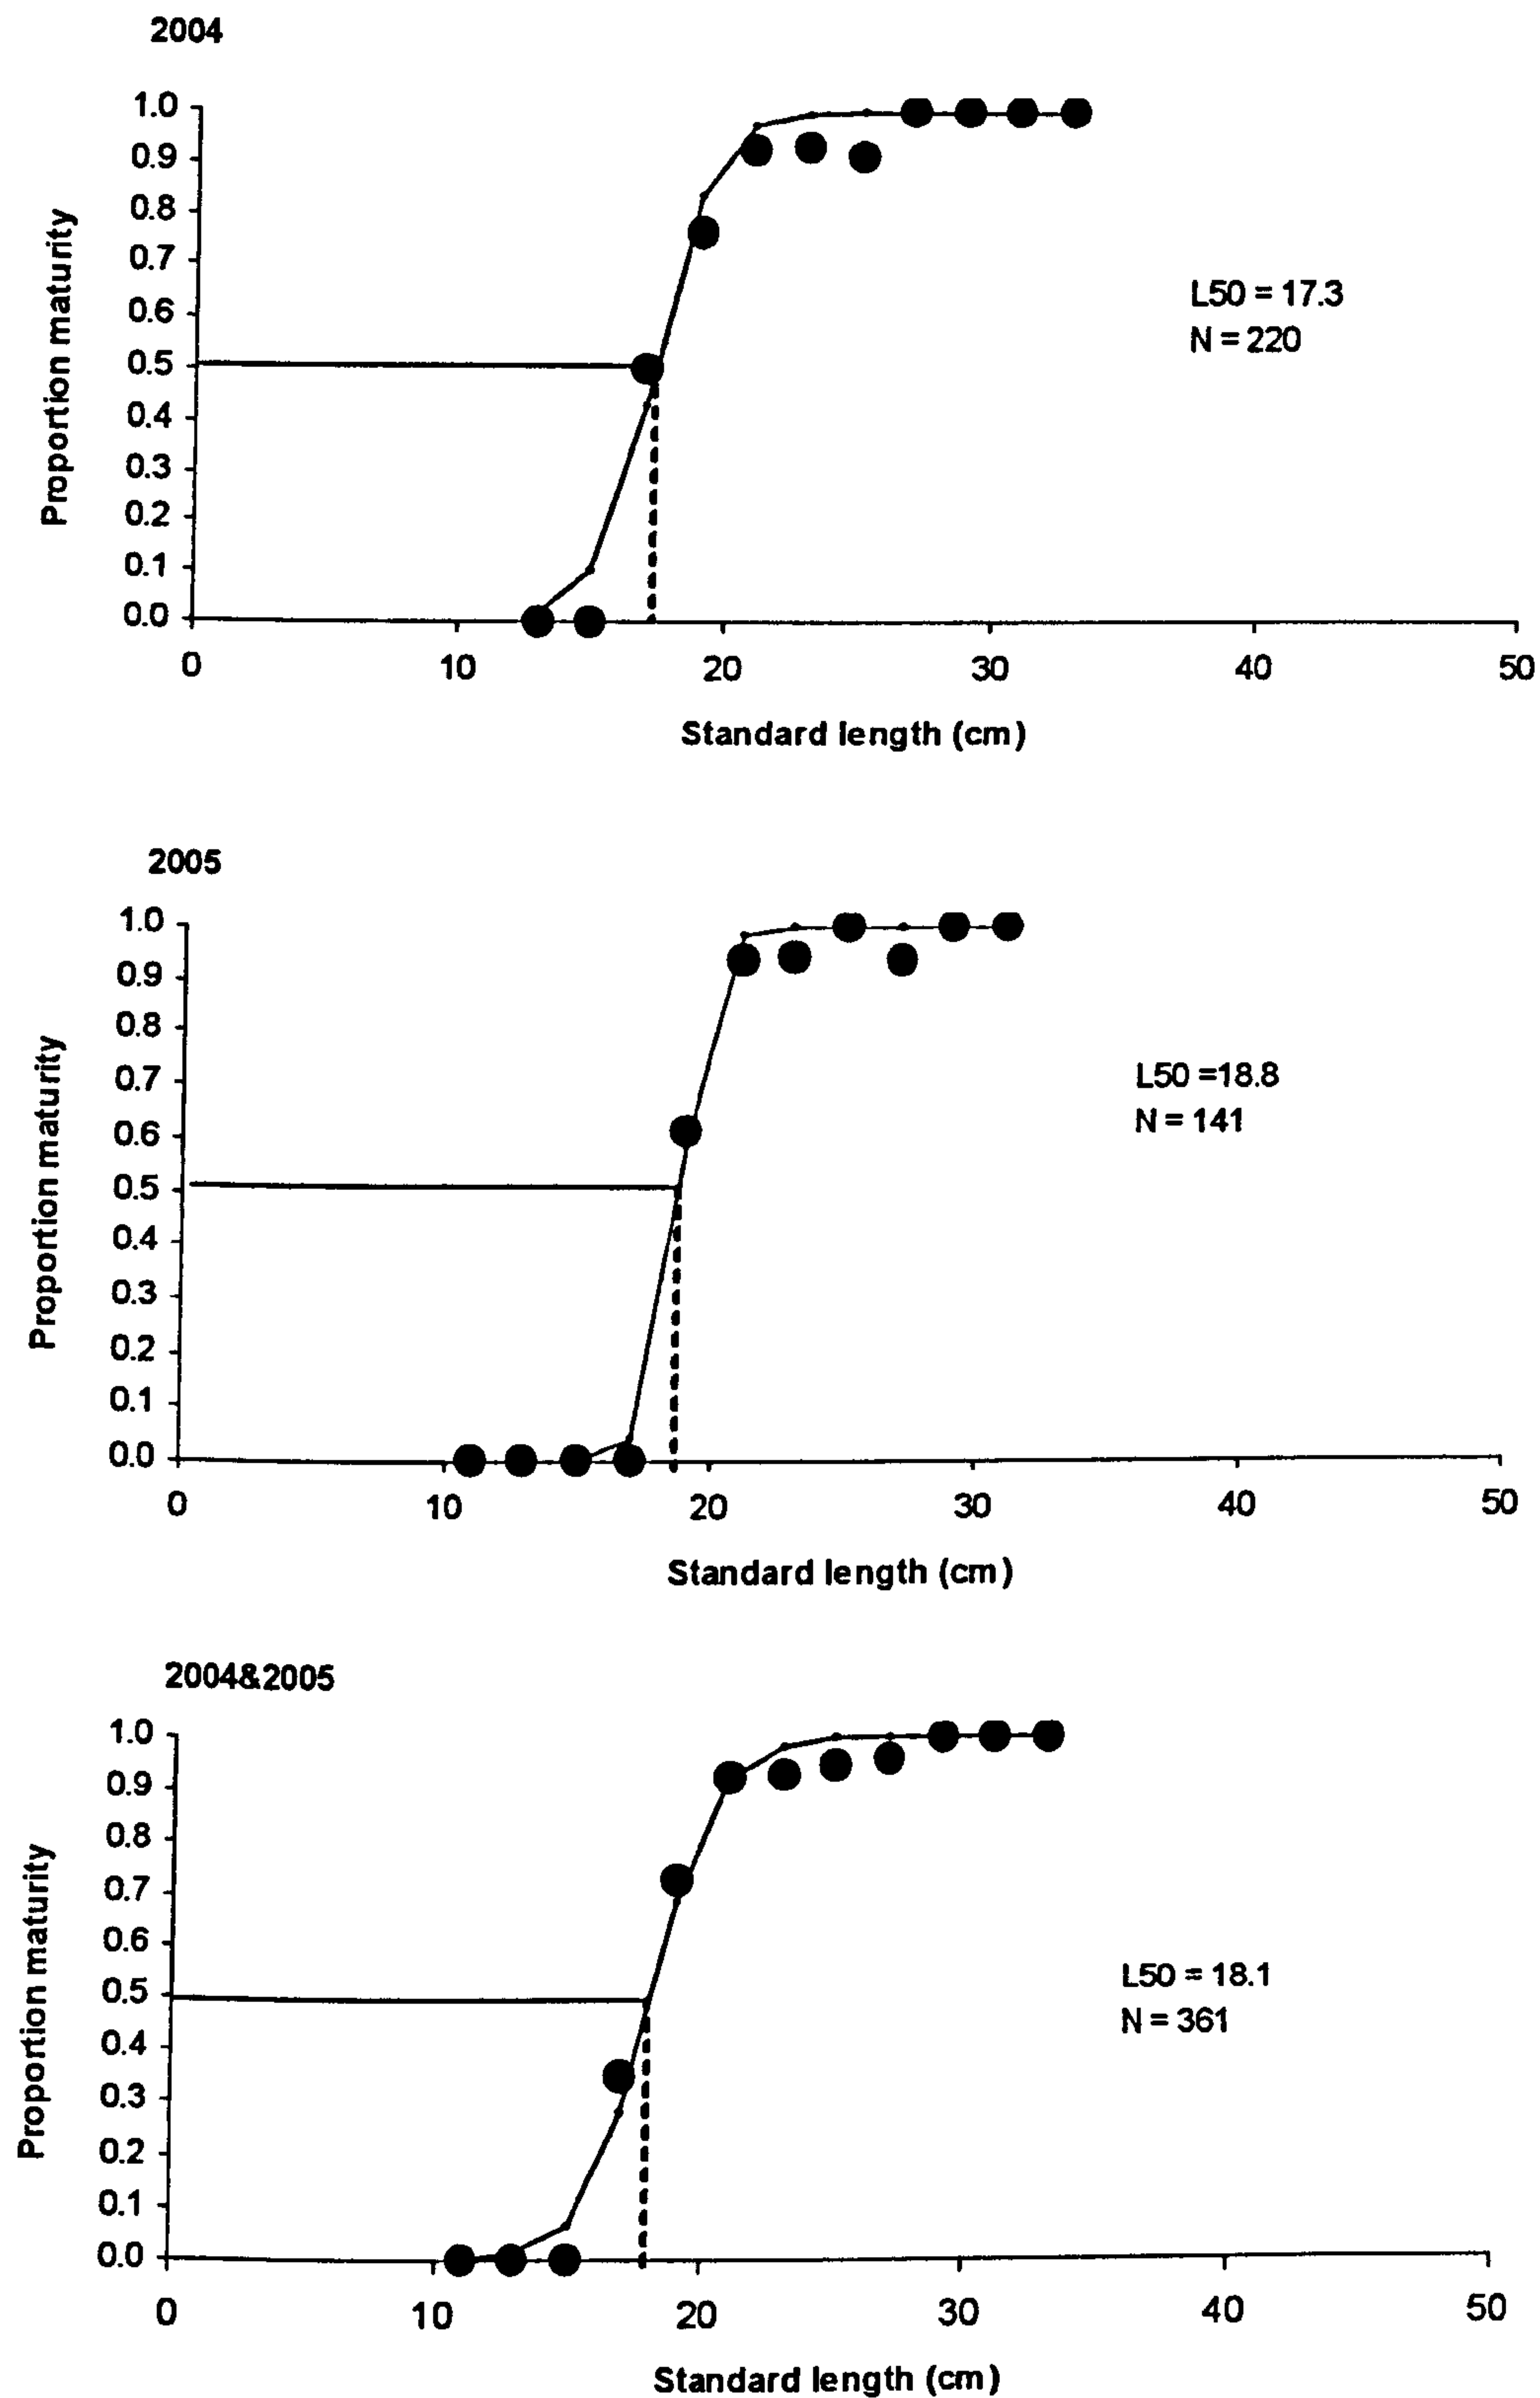 2004
1.0
0.9
0.8
0.7
0.6
0.5
0.4
0.3
0.2
0.1
0.0
Proportion maturity
L50 = 17.3
N = 220
0 10 20 30 40 50
Standard length (cm)
2005
1.0
0.9
0.8
0.7
0.6
0.5
0.4
0.3
0.2
0.1
0.0
Proportion maturity
L50 =18.8
N = 141
0 10 20 30 40 50
Standard length (cm)
2004&2005
1.0
0.9
0.8
0.7
0.6
0.5
0.4
0.3
0.2
0.1
0.0
Proportion maturity
L50 = 18.1
N = 361
0 10 20 30 40 50
Standard length (cm)